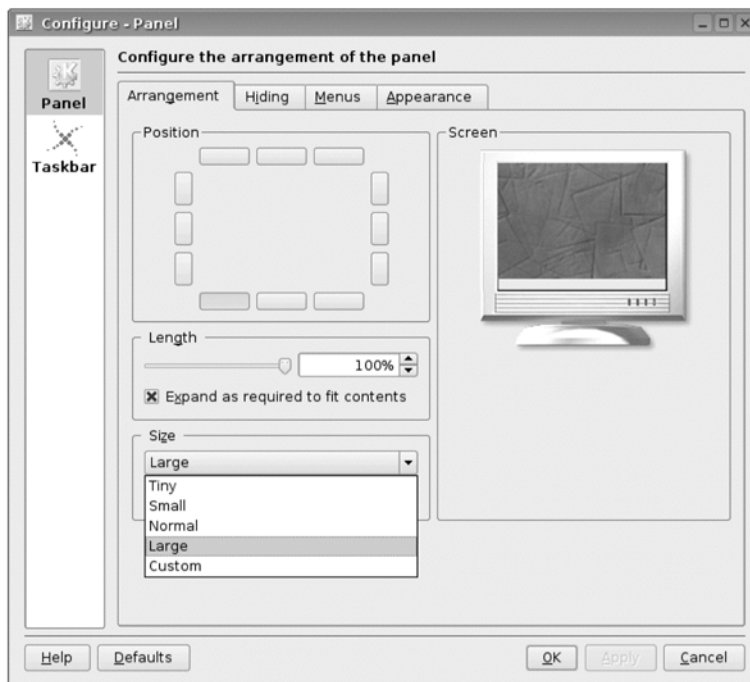 Configure - Panel
Panel
Taskbar
Configure the arrangement of the panel
Arrangement
Hiding
Menus
Appearance
Position
Screen
Length
100%
Expand as required to fit contents
Size
Large
Tiny
Small
Normal
Large
Custom
Help
Defaults
OK
Apply
Cancel